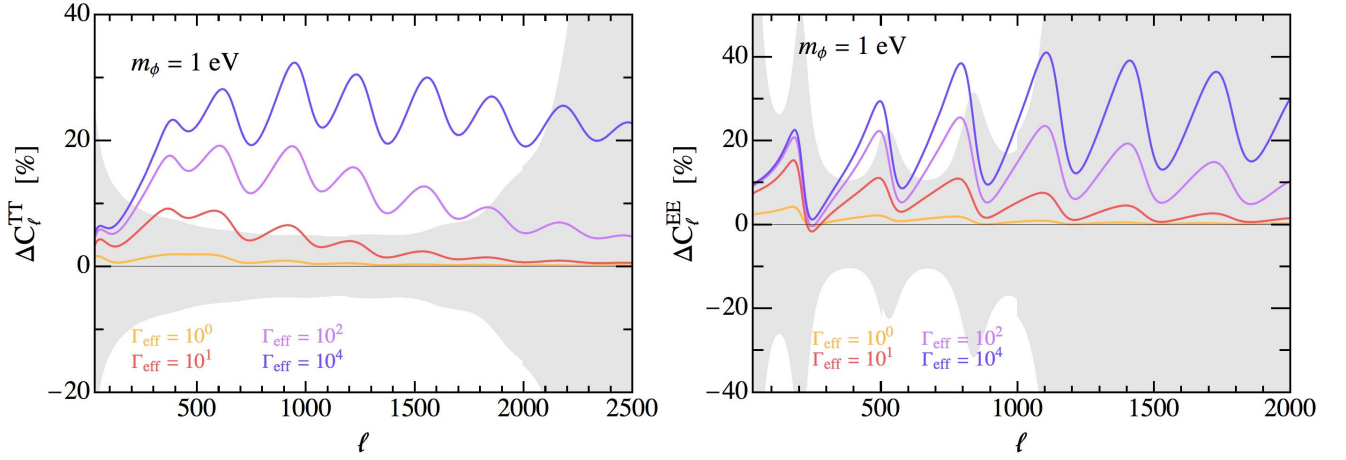 40
20
0
−20
ΔC_ℓ^TT [%]
m_ϕ = 1 eV
Γ_eff = 10^0 Γ_eff = 10^2
Γ_eff = 10^1 Γ_eff = 10^4
500 1000 1500 2000 2500
ℓ
40
20
0
−20
−40
ΔC_ℓ^EE [%]
m_ϕ = 1 eV
Γ_eff = 10^0 Γ_eff = 10^2
Γ_eff = 10^1 Γ_eff = 10^4
500 1000 1500 2000
ℓ